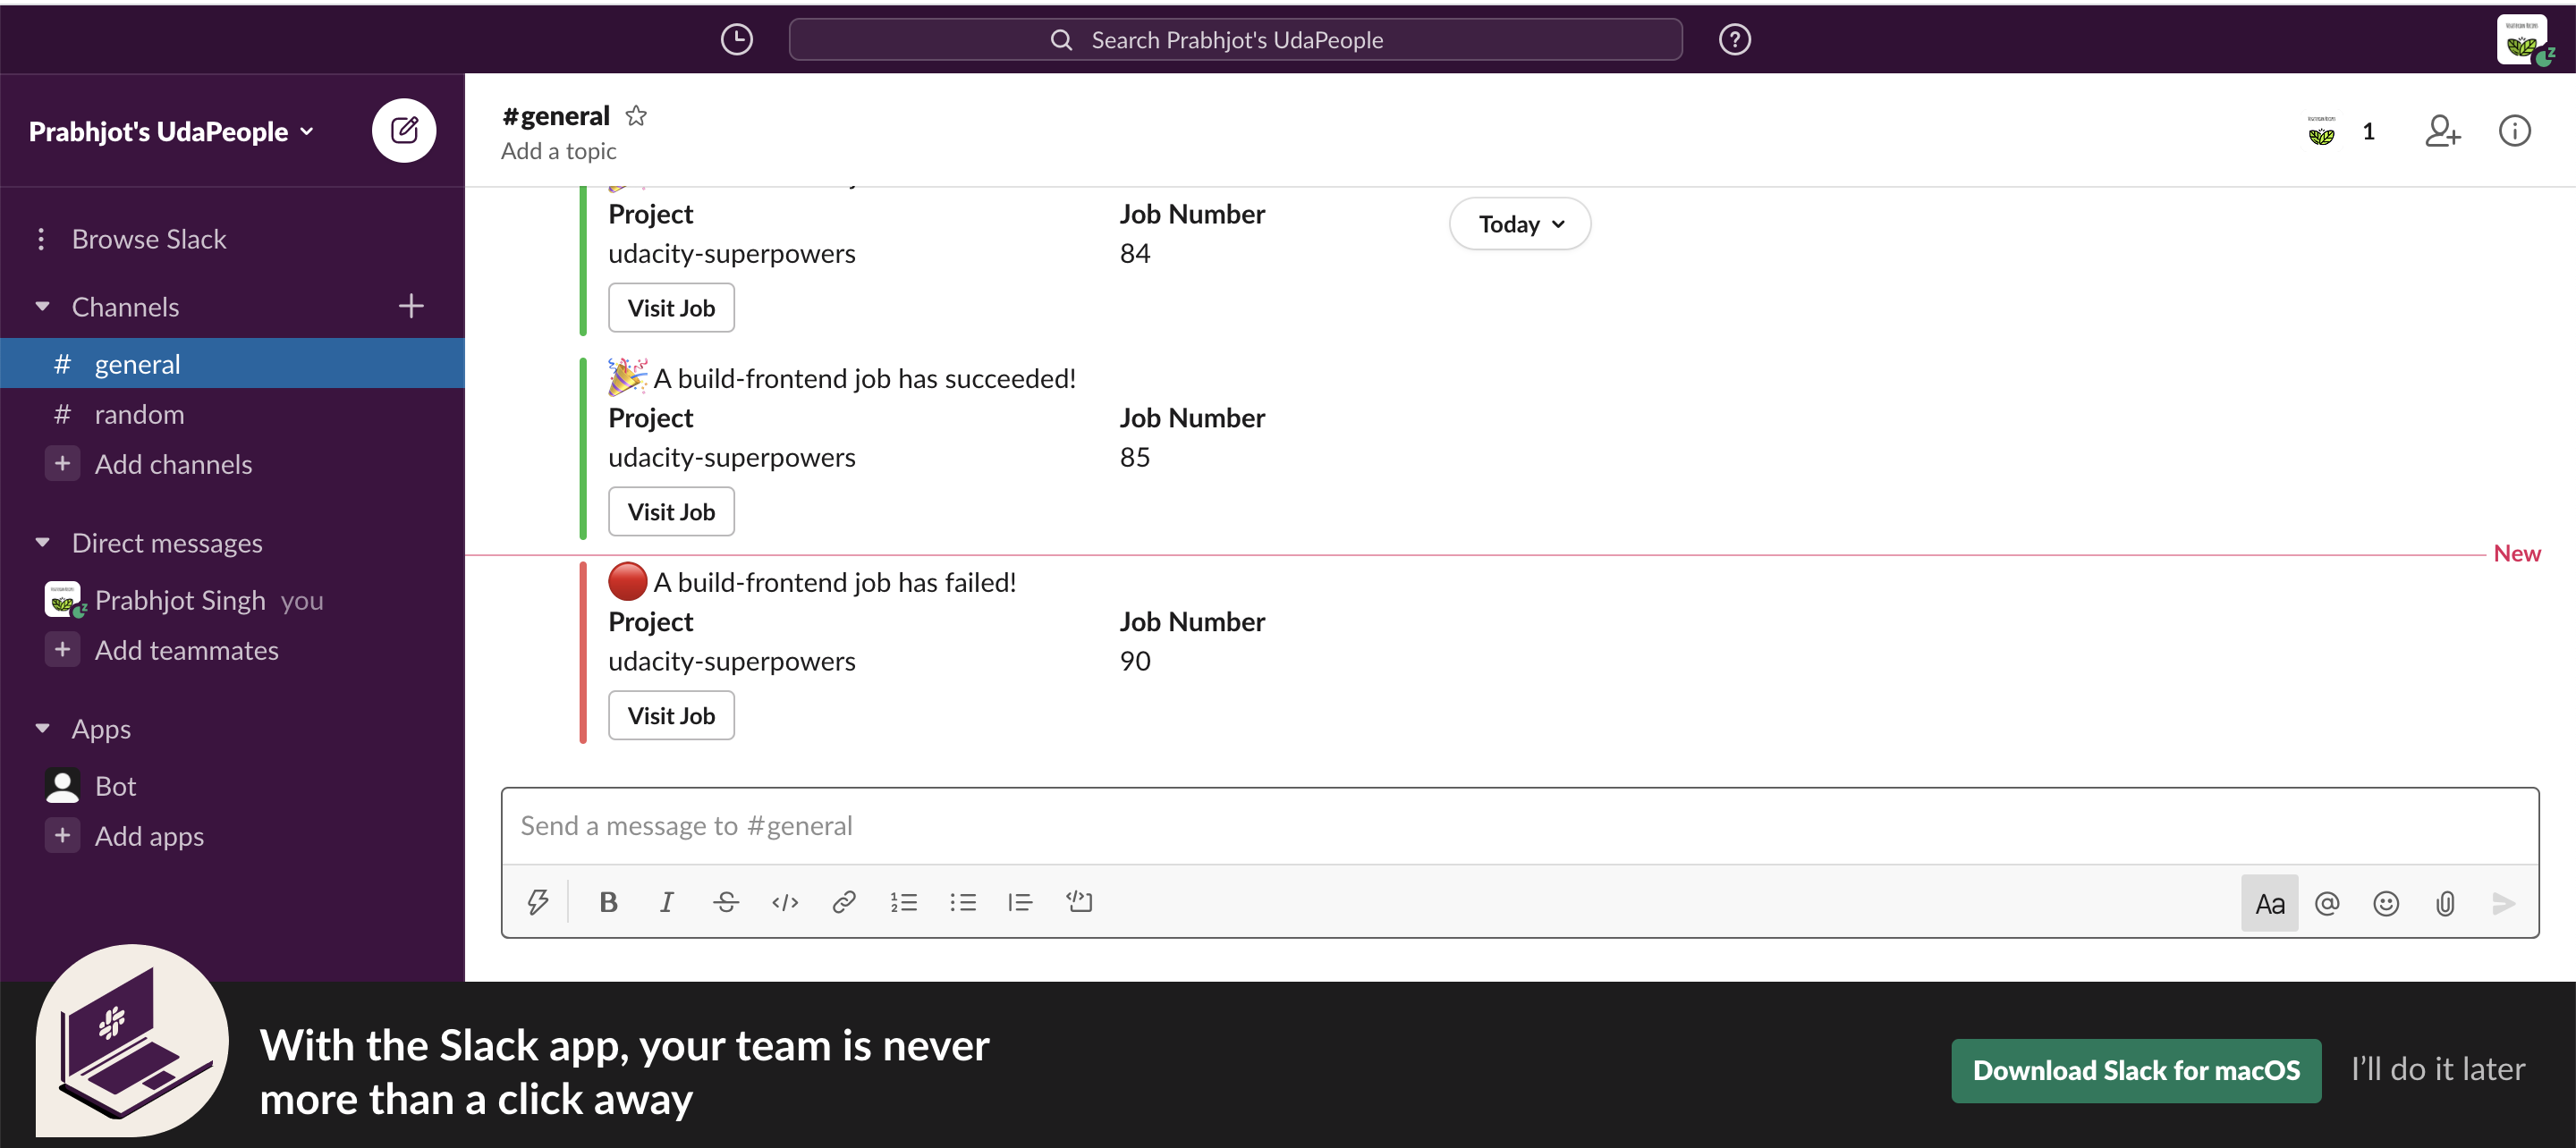 Search Prabhjot's UdaPeople
Prabhjot's UdaPeople
Browse Slack
Channels
# general
# random
+ Add channels
Direct messages
Prabhjot Singh you
+ Add teammates
Apps
Bot
+ Add apps
#general
Add a topic
1
Today
Project Job Number
udacity-superpowers 84
Visit Job
A build-frontend job has succeeded!
Project Job Number
udacity-superpowers 85
Visit Job
New
A build-frontend job has failed!
Project Job Number
udacity-superpowers 90
Visit Job
Send a message to #general
B I S </> Aa @
With the Slack app, your team is never
more than a click away
Download Slack for macOS
I'll do it later